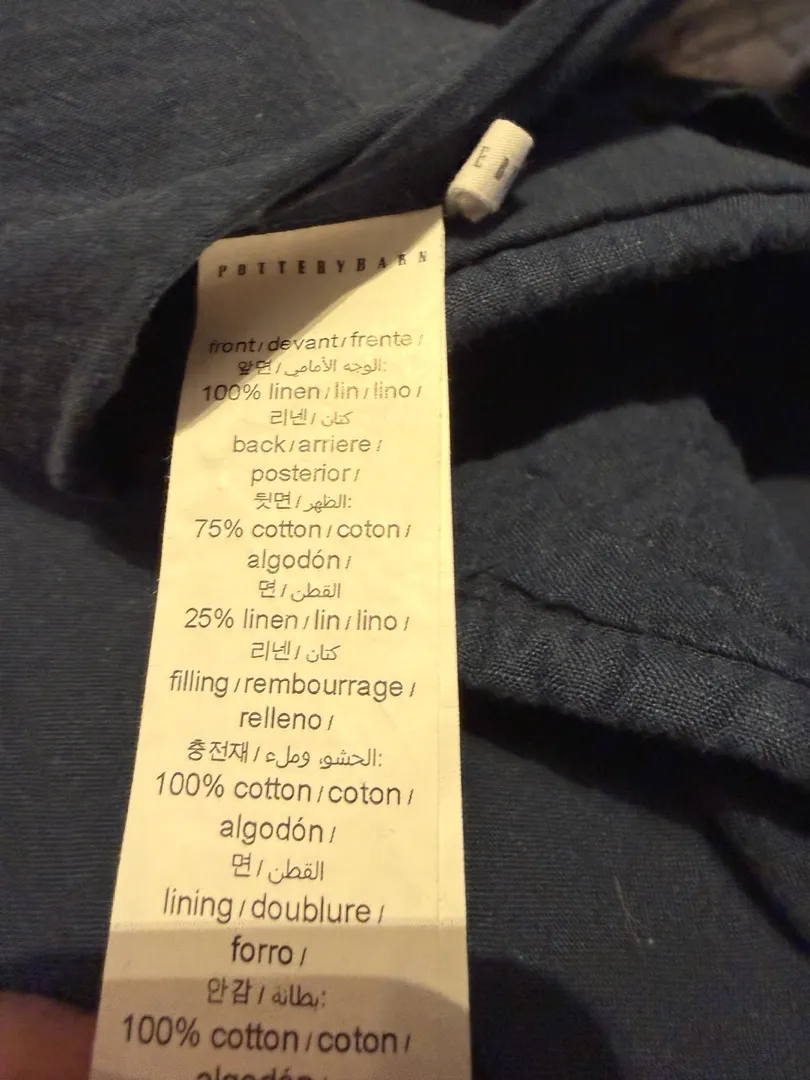 POTTERYBARN
front/devant/frente/
앞면/الوجه الأمامي:
100% linen/lin/lino/
리넨/كتان
back/arriere/
posterior/
뒷면/الظهر:
75% cotton/coton/
algodón/
면/القطن
25% linen/lin/lino/
리넨/كتان
filling/rembourrage/
relleno/
충전재/الحشو، وملء:
100% cotton/coton/
algodón/
면/القطن
lining/doublure/
forro/
안감/بطانة:
100% cotton/coton/
algodón/